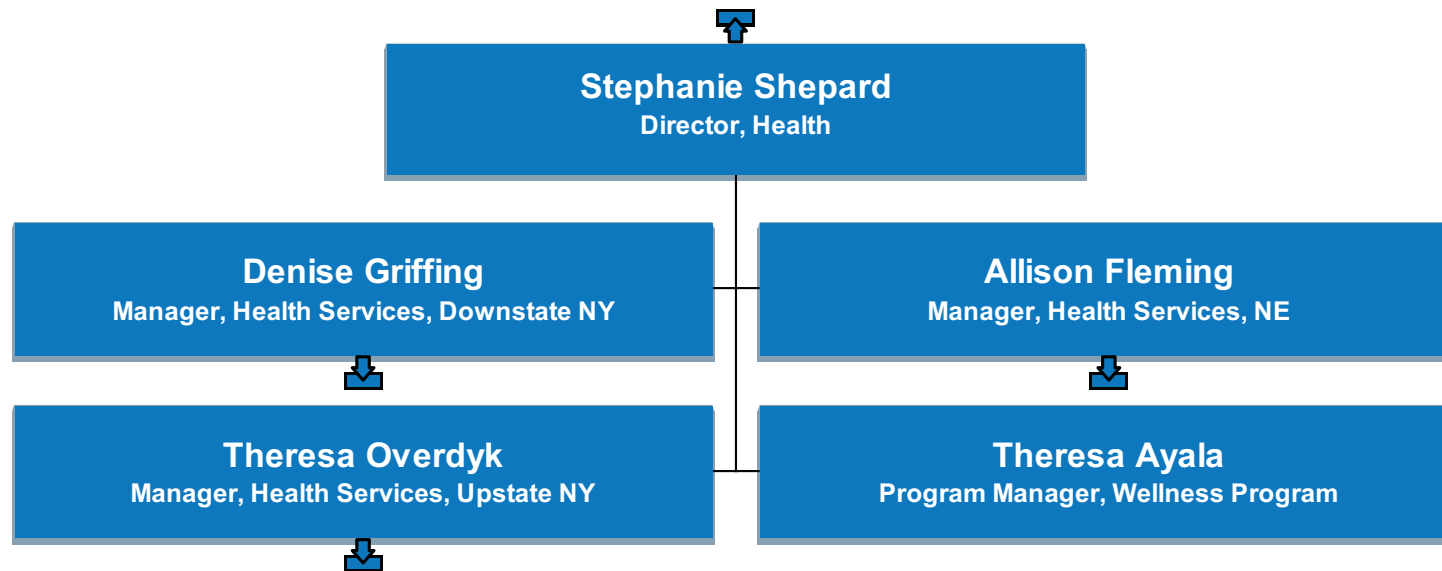 Stephanie Shepard
Director, Health
Denise Griffing
Manager, Health Services, Downstate NY
Allison Fleming
Manager, Health Services, NE
Theresa Overdyk
Manager, Health Services, Upstate NY
Theresa Ayala
Program Manager, Wellness Program